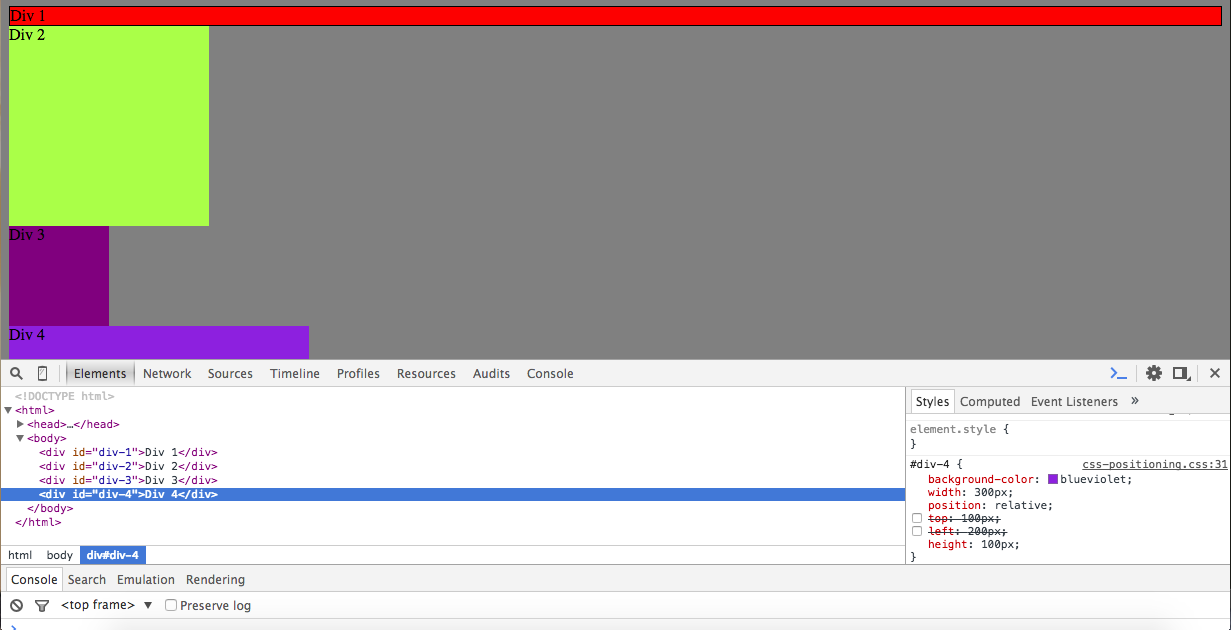 Div 1
Div 2
Div 3
Div 4
Elements Network Sources Timeline Profiles Resources Audits Console
<!DOCTYPE html>
▼<html>
▶<head>…</head>
▼<body>
<div id="div-1">Div 1</div>
<div id="div-2">Div 2</div>
<div id="div-3">Div 3</div>
<div id="div-4">Div 4</div>
</body>
</html>
html body div#div-4
Styles Computed Event Listeners »
element.style {
}
#div-4 { css-positioning.css:31
background-color: blueviolet;
width: 300px;
position: relative;
top: 100px;
left: 200px;
height: 100px;
}
Console Search Emulation Rendering
<top frame> ▼ Preserve log